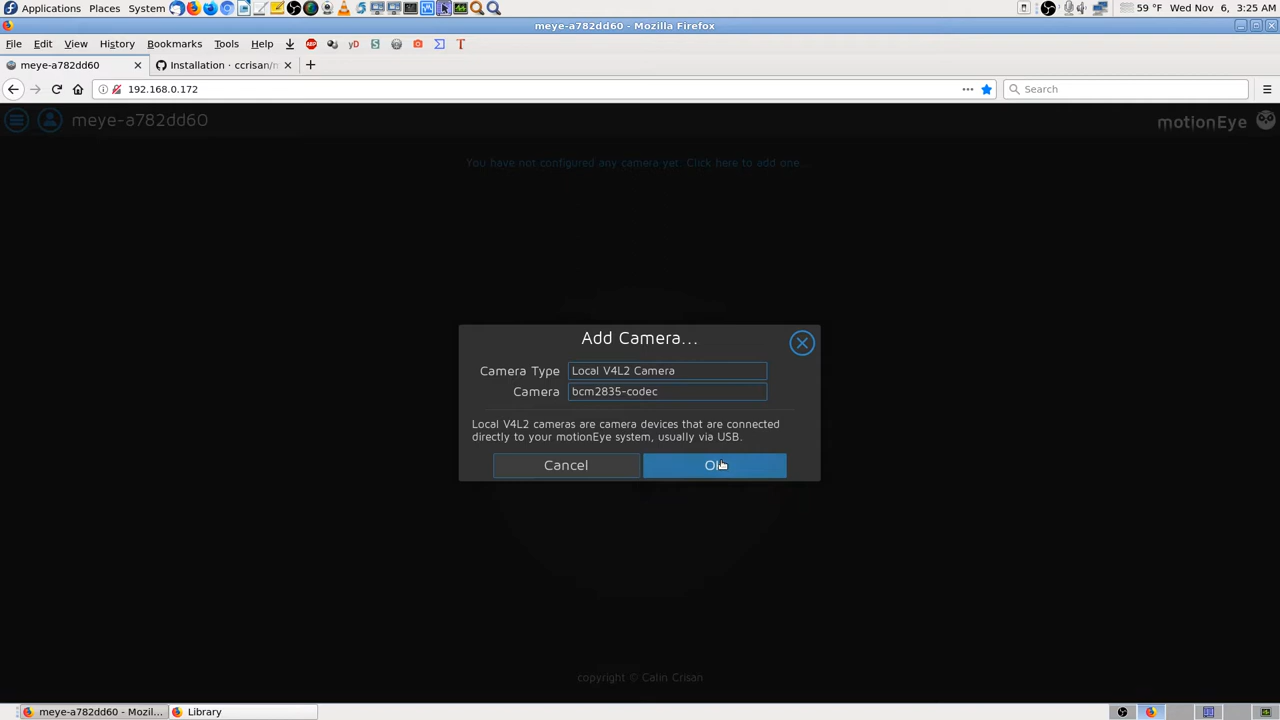 Applications Places System 59 °F Wed Nov 6, 3:25 AM
meye-a782dd60 - Mozilla Firefox
File Edit View History Bookmarks Tools Help
meye-a782dd60 Installation · ccrisan/
192.168.0.172 Search
meye-a782dd60 motionEye
You have not configured any camera yet. Click here to add one...
Add Camera...
Camera Type Local V4L2 Camera
Camera bcm2835-codec
Local V4L2 cameras are camera devices that are connected
directly to your motionEye system, usually via USB.
Cancel
copyright © Calin Crisan
meye-a782dd60 - Mozil... Library